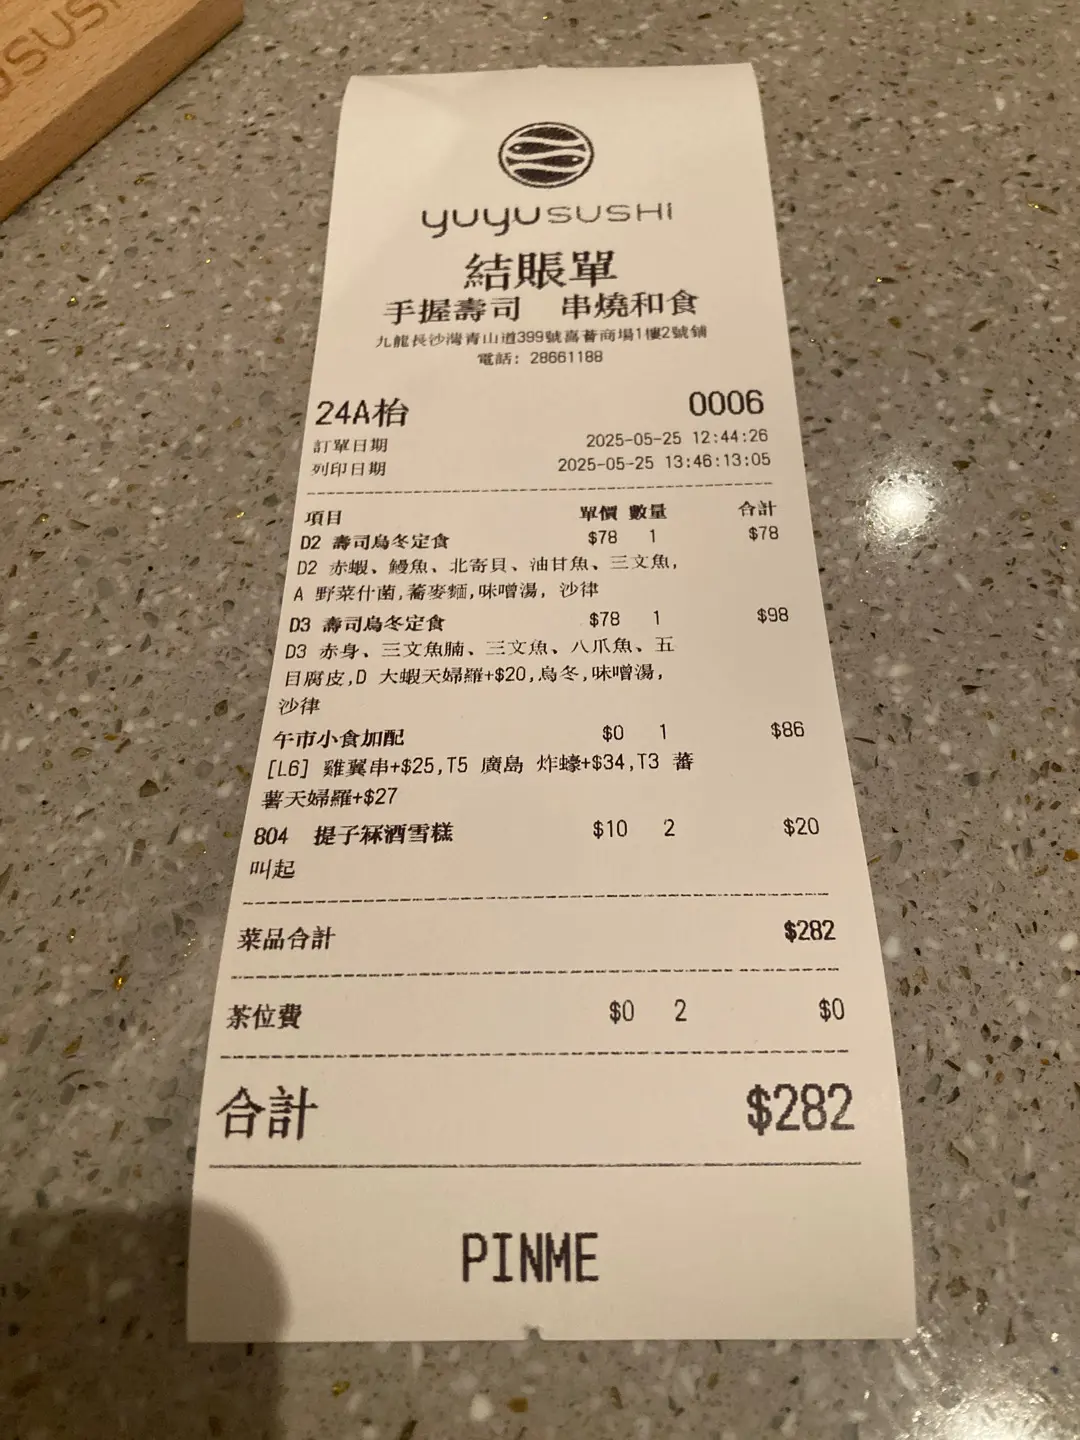 yuyusushi
結賬單
手握壽司 串燒和食
九龍長沙灣青山道399號喜薈商場1樓2號鋪
電話: 28661188
24A枱 0006
訂單日期 2025-05-25 12:44:26
列印日期 2025-05-25 13:46:13:05
項目 單價 數量 合計
D2 壽司烏冬定食 $78 1 $78
D2 赤蝦、鰻魚、北寄貝、油甘魚、三文魚,
A 野菜什菌,蕎麥麵,味噌湯, 沙律
D3 壽司烏冬定食 $78 1 $98
D3 赤身、三文魚腩、三文魚、八爪魚、五
目腐皮,D 大蝦天婦羅+$20,烏冬,味噌湯,
沙律
午市小食加配 $0 1 $86
[L6] 雞翼串+$25,T5 廣島 炸蠔+$34,T3 蕃
薯天婦羅+$27
804 提子冧酒雪糕 $10 2 $20
叫起
菜品合計 $282
茶位費 $0 2 $0
合計 $282
PINME